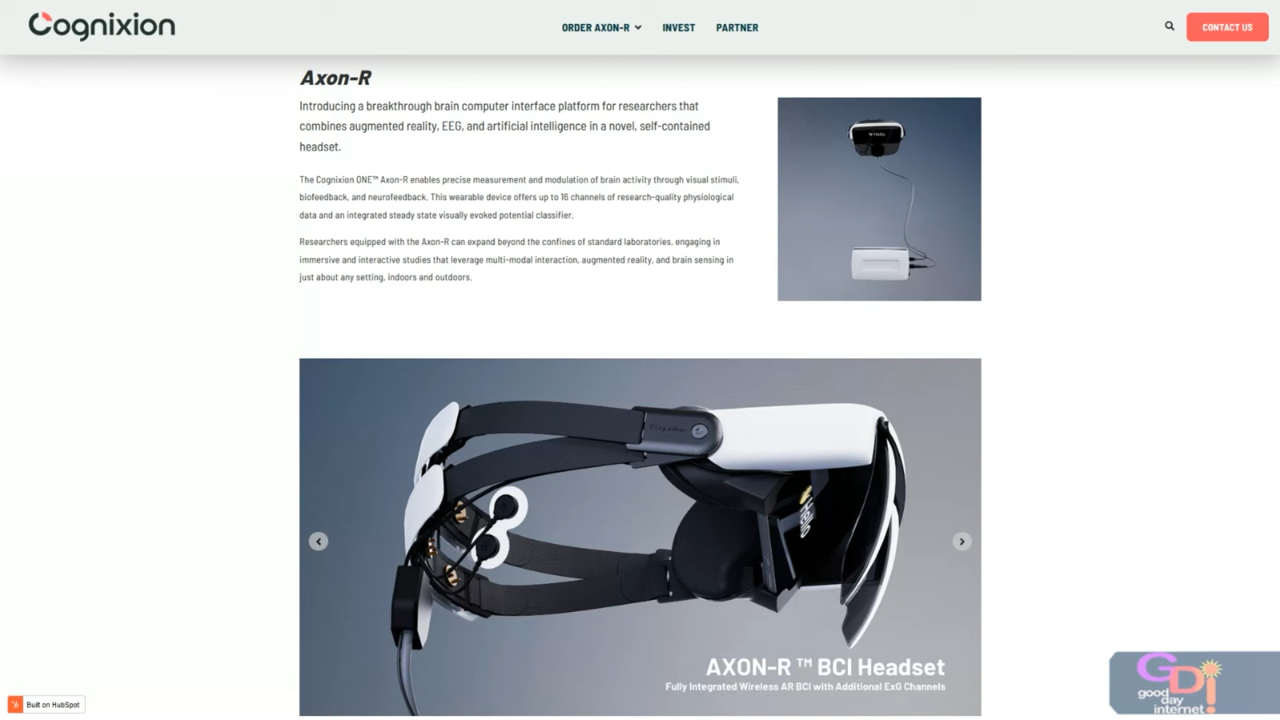 Cognixion
ORDER AXON-R
INVEST
PARTNER
CONTACT US
Axon-R
Introducing a breakthrough brain computer interface platform for researchers that
combines augmented reality, EEG, and artificial intelligence in a novel, self-contained
headset.
The Cognixion ONE™ Axon-R enables precise measurement and modulation of brain activity through visual stimuli,
biofeedback, and neurofeedback. This wearable device offers up to 16 channels of research-quality physiological
data and an integrated steady state visually evoked potential classifier.
Researchers equipped with the Axon-R can expand beyond the confines of standard laboratories, engaging in
immersive and interactive studies that leverage multi-modal interaction, augmented reality, and brain sensing in
just about any setting, indoors and outdoors.
Hello
Cognixion
AXON-R ™ BCI Headset
Fully Integrated Wireless AR BCI with Additional ExG Channels
Built on HubSpot
GDi
good
day
internet!